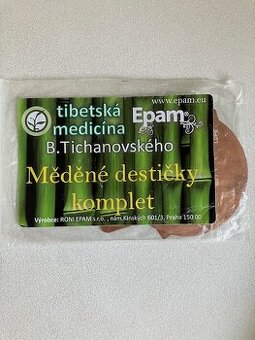 www.epam.eu
tibetská
medicína
Epam
B.Tichanovského
Měděné destičky
komplet
Výrobce: RONI EPAM s.r.o. , nám.Kinských 601/3, Praha 150 00